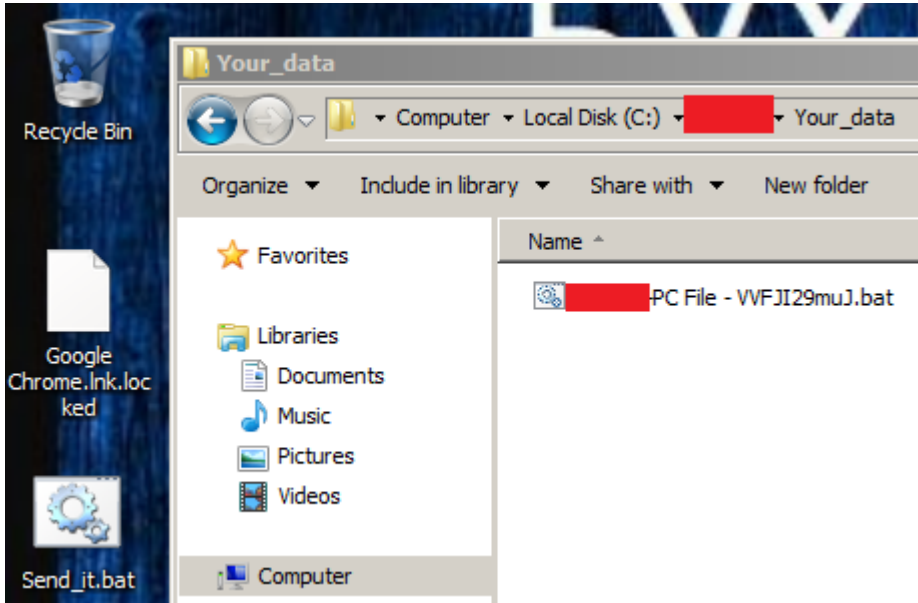 Recycle Bin
Google
Chrome.lnk.loc
ked
Send_it.bat
Your_data
Computer Local Disk (C:) Your_data
Organize Include in library Share with New folder
Favorites
Libraries
Documents
Music
Pictures
Videos
Computer
Name
-PC File - VVFJI29muJ.bat